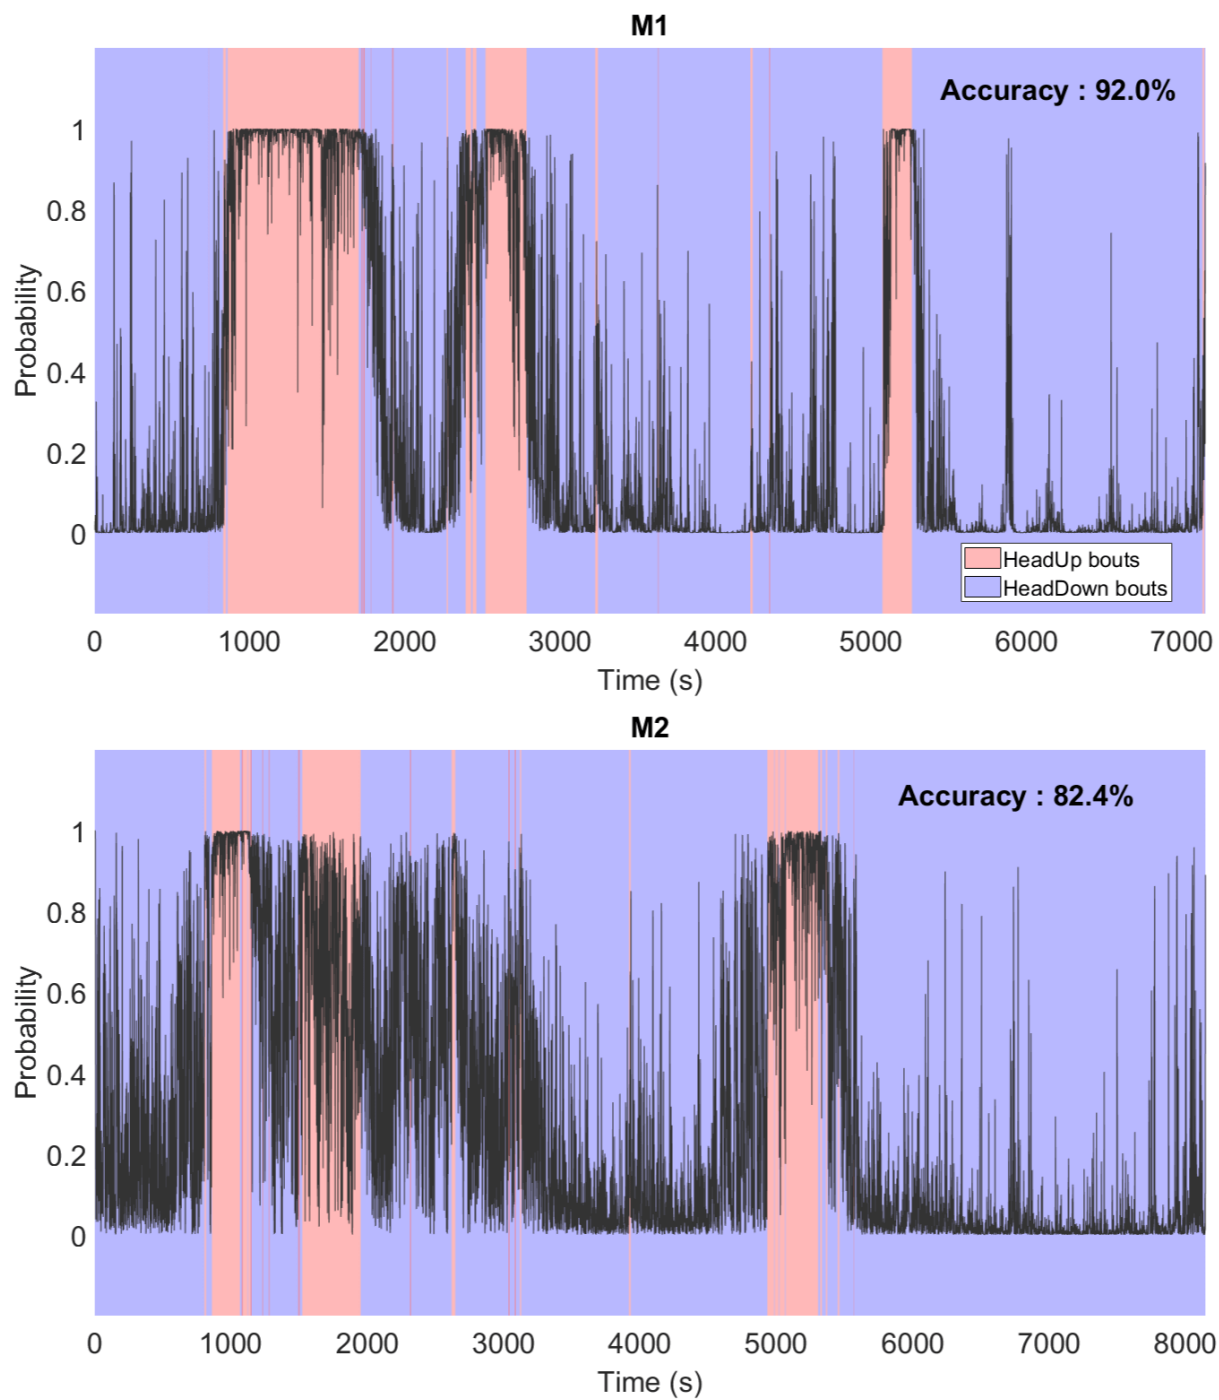 M1
Accuracy : 92.0%
1
0.8
0.6
0.4
0.2
0
Probability
HeadUp bouts
HeadDown bouts
0 1000 2000 3000 4000 5000 6000 7000
Time (s)
M2
Accuracy : 82.4%
1
0.8
0.6
0.4
0.2
0
Probability
0 1000 2000 3000 4000 5000 6000 7000 8000
Time (s)